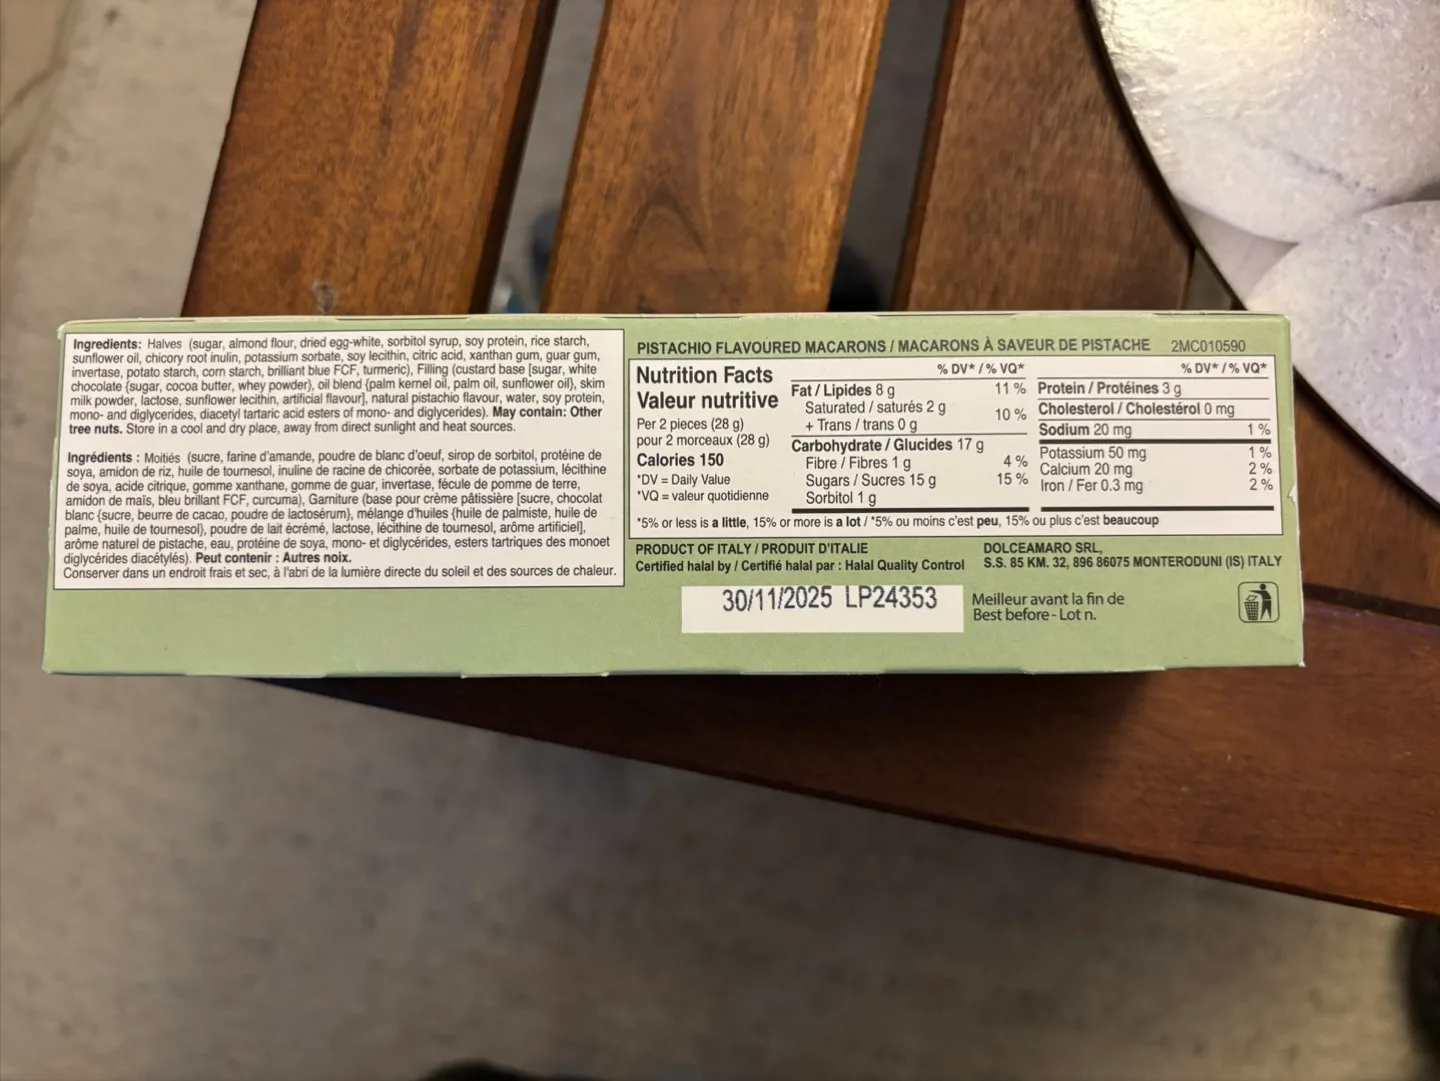 Ingredients: Halves (sugar, almond flour, dried egg-white, sorbitol syrup, soy protein, rice starch,
sunflower oil, chicory root inulin, potassium sorbate, soy lecithin, citric acid, xanthan gum, guar gum,
invertase, potato starch, corn starch, brilliant blue FCF, turmeric), Filling (custard base [sugar, white
chocolate {sugar, cocoa butter, whey powder}, oil blend {palm kernel oil, palm oil, sunflower oil}, skim
milk powder, lactose, sunflower lecithin, artificial flavour], natural pistachio flavour, water, soy protein,
mono- and diglycerides, diacetyl tartaric acid esters of mono- and diglycerides). May contain: Other
tree nuts. Store in a cool and dry place, away from direct sunlight and heat sources.
Ingrédients : Moitiés (sucre, farine d'amande, poudre de blanc d'oeuf, sirop de sorbitol, protéine de
soya, amidon de riz, huile de tournesol, inuline de racine de chicorée, sorbate de potassium, lécithine
de soya, acide citrique, gomme xanthane, gomme de guar, invertase, fécule de pomme de terre,
amidon de maïs, bleu brillant FCF, curcuma), Garniture (base pour crème pâtissière [sucre, chocolat
blanc {sucre, beurre de cacao, poudre de lactosérum}, mélange d'huiles {huile de palmiste, huile de
palme, huile de tournesol}, poudre de lait écrémé, lactose, lécithine de tournesol, arôme artificiel],
arôme naturel de pistache, eau, protéine de soya, mono- et diglycérides, esters tartriques des monoet
diglycérides diacétylés). Peut contenir : Autres noix.
Conserver dans un endroit frais et sec, à l'abri de la lumière directe du soleil et des sources de chaleur.
PISTACHIO FLAVOURED MACARONS / MACARONS À SAVEUR DE PISTACHE 2MC010590
Nutrition Facts
Valeur nutritive
Per 2 pieces (28 g)
pour 2 morceaux (28 g)
Calories 150
*DV = Daily Value
*VQ = valeur quotidienne
% DV* / % VQ*
Fat / Lipides 8 g 11 %
Saturated / saturés 2 g
+ Trans / trans 0 g 10 %
Carbohydrate / Glucides 17 g
Fibre / Fibres 1 g 4 %
Sugars / Sucres 15 g 15 %
Sorbitol 1 g
% DV* / % VQ*
Protein / Protéines 3 g
Cholesterol / Cholestérol 0 mg
Sodium 20 mg 1 %
Potassium 50 mg 1 %
Calcium 20 mg 2 %
Iron / Fer 0.3 mg 2 %
*5% or less is a little, 15% or more is a lot / *5% ou moins c'est peu, 15% ou plus c'est beaucoup
PRODUCT OF ITALY / PRODUIT D'ITALIE
Certified halal by / Certifié halal par : Halal Quality Control
DOLCEAMARO SRL,
S.S. 85 KM. 32, 896 86075 MONTERODUNI (IS) ITALY
30/11/2025 LP24353
Meilleur avant la fin de
Best before - Lot n.